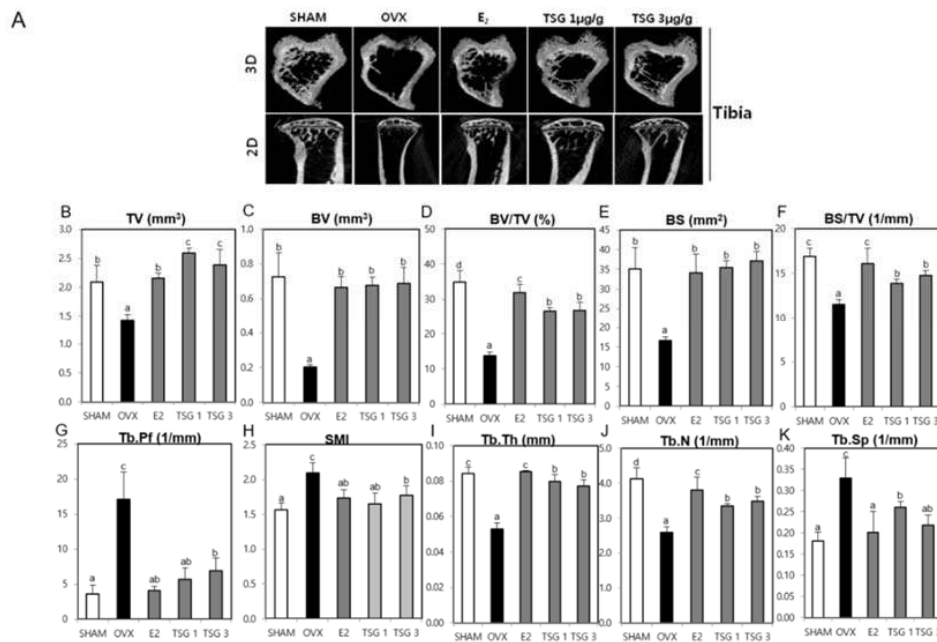 A
SHAM OVX E2 TSG 1µg/g TSG 3µg/g
3D
2D
Tibia
B TV (mm³)
3.0
2.5
2.0
1.5
1.0
0.5
0.0
b a b c c
SHAM OVX E2 TSG 1 TSG 3
C BV (mm³)
1.0
0.8
0.6
0.4
0.2
0.0
b a b b b
SHAM OVX E2 TSG 1 TSG 3
D BV/TV (%)
50
40
30
20
10
0
d a c b b
SHAM OVX E2 TSG 1 TSG 3
E BS (mm²)
45
40
35
30
25
20
15
10
5
0
b a b b b
SHAM OVX E2 TSG 1 TSG 3
F BS/TV (1/mm)
20
15
10
5
0
c a c b b
SHAM OVX E2 TSG 1 TSG 3
G Tb.Pf (1/mm)
25
20
15
10
5
0
a c ab ab b
SHAM OVX E2 TSG 1 TSG 3
H SMI
2.5
2.0
1.5
1.0
0.5
0.0
a c ab ab b
SHAM OVX E2 TSG 1 TSG 3
I Tb.Th (mm)
0.10
0.08
0.06
0.04
0.02
0.00
c a c b b
SHAM OVX E2 TSG 1 TSG 3
J Tb.N (1/mm)
5.0
4.0
3.0
2.0
1.0
0.0
d a c b b
SHAM OVX E2 TSG 1 TSG 3
K Tb.Sp (1/mm)
0.40
0.35
0.30
0.25
0.20
0.15
0.10
0.05
0.00
a c a b ab
SHAM OVX E2 TSG 1 TSG 3